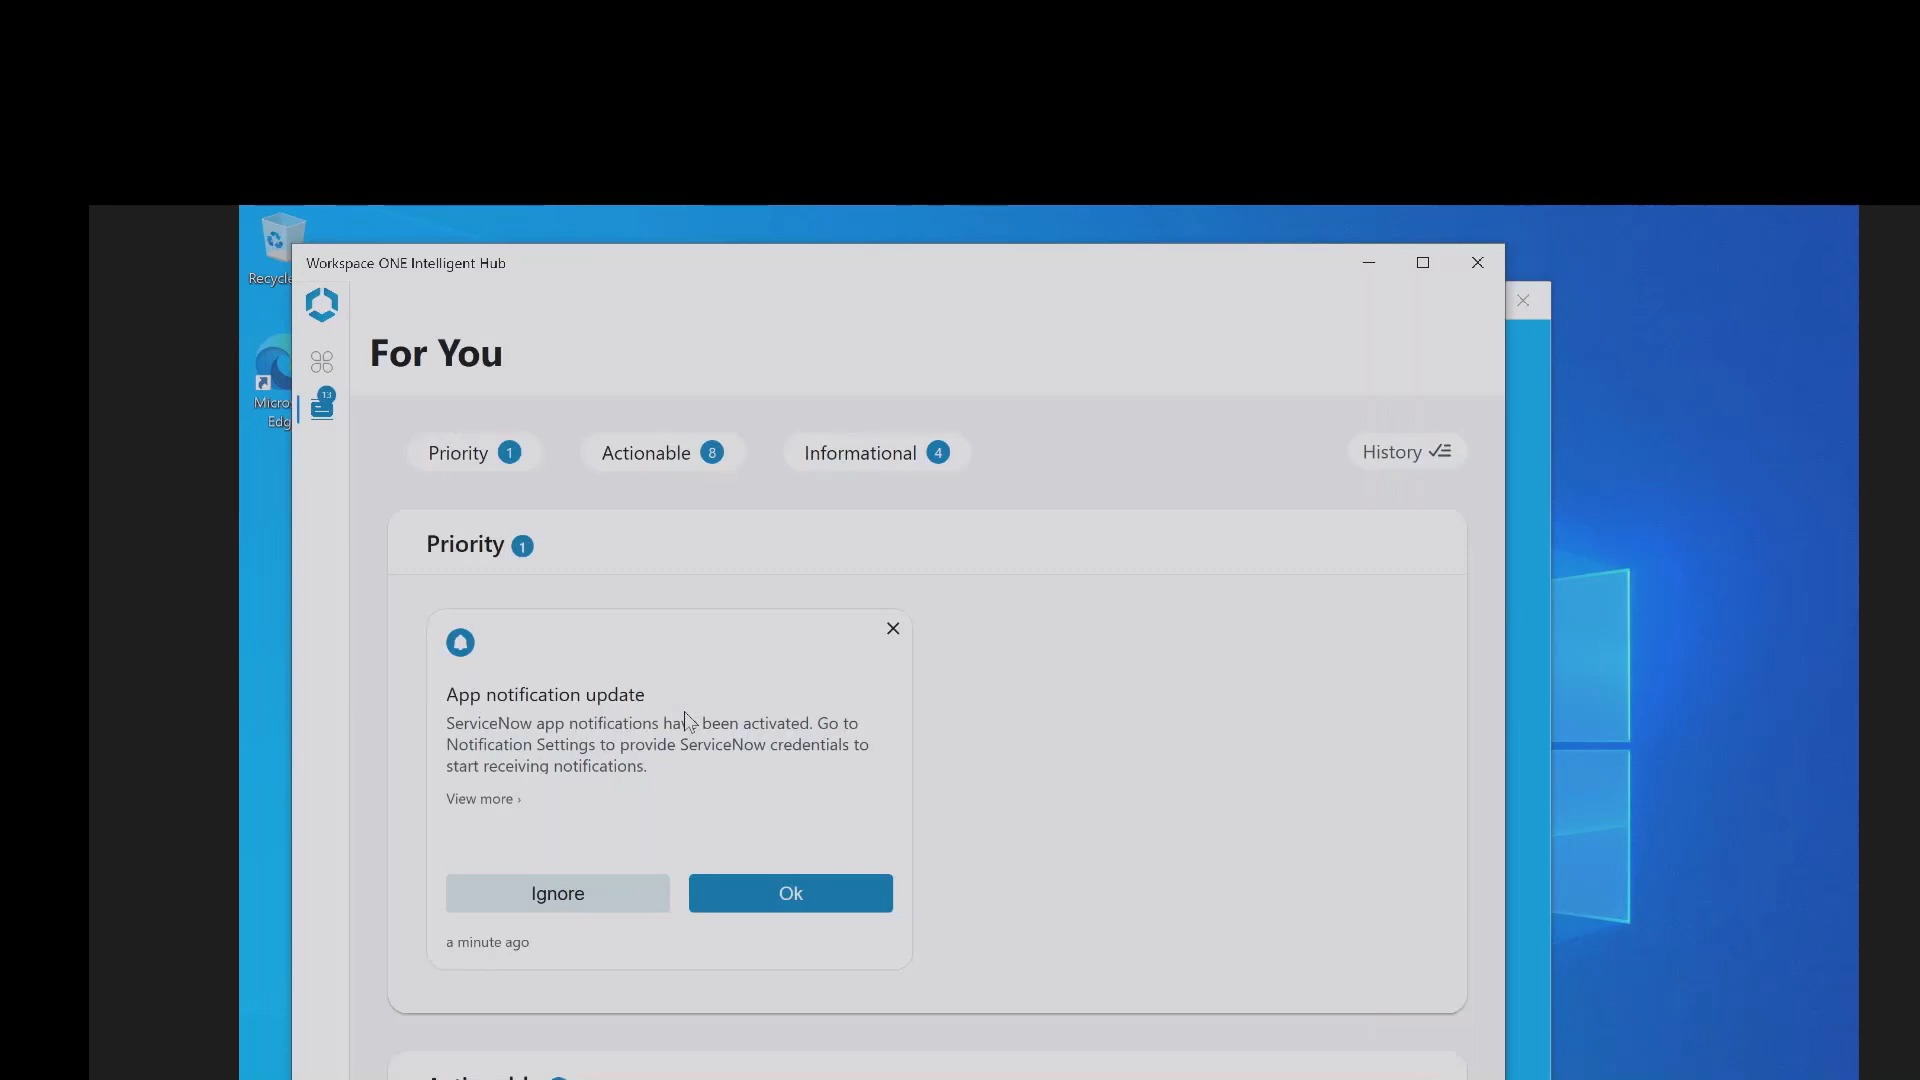 Recycle
Workspace ONE Intelligent Hub
Micros
Edg
13
For You
Priority 1
Actionable 8
Informational 4
History
Priority 1
App notification update
ServiceNow app notifications have been activated. Go to
Notification Settings to provide ServiceNow credentials to
start receiving notifications.
View more ›
Ignore
Ok
a minute ago